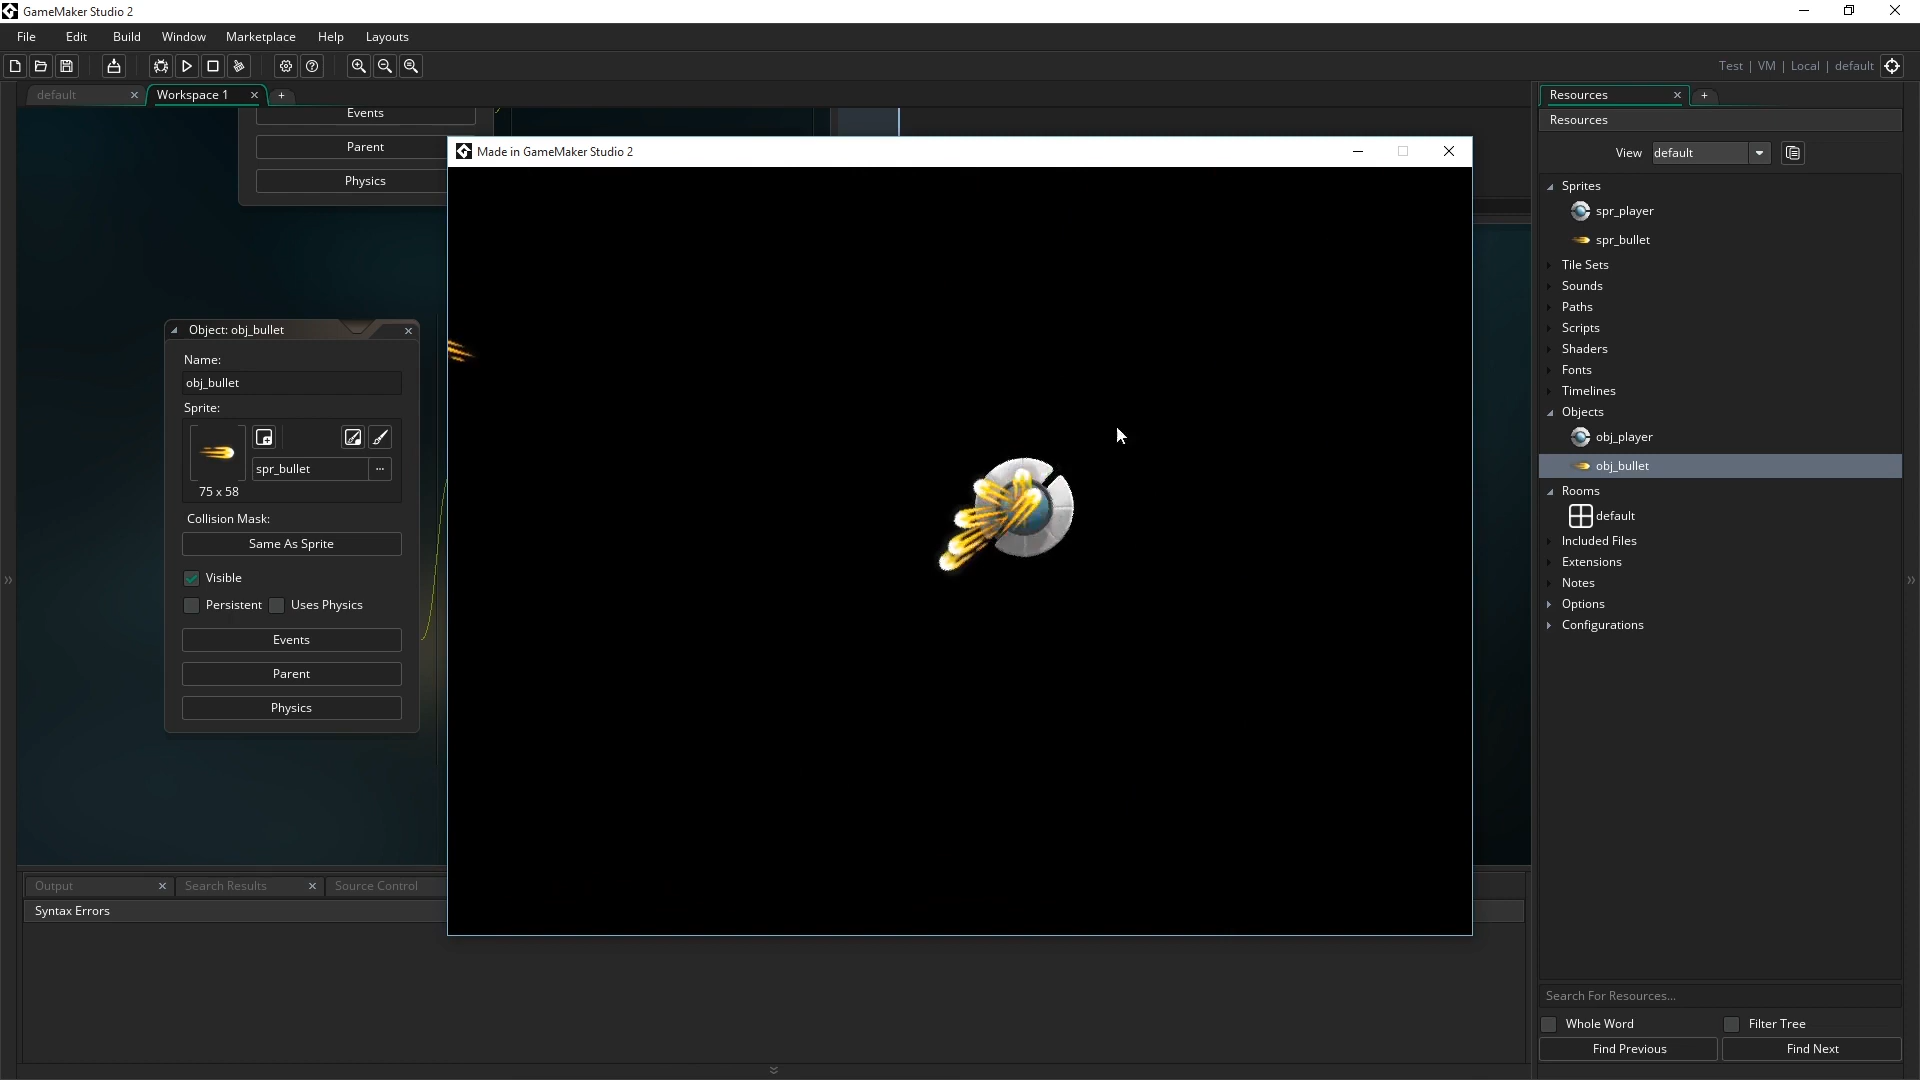 GameMaker Studio 2
File Edit Build Window Marketplace Help Layouts
Test | VM | Local | default
default
Workspace 1
Events
Parent
Physics
Made in GameMaker Studio 2
Object: obj_bullet
Name:
obj_bullet
Sprite:
spr_bullet
...
75 x 58
Collision Mask:
Same As Sprite
Visible
Persistent
Uses Physics
Events
Parent
Physics
Output
Search Results
Source Control
Syntax Errors
Resources
Resources
View default
Sprites
spr_player
spr_bullet
Tile Sets
Sounds
Paths
Scripts
Shaders
Fonts
Timelines
Objects
obj_player
obj_bullet
Rooms
default
Included Files
Extensions
Notes
Options
Configurations
Search For Resources...
Whole Word
Filter Tree
Find Previous
Find Next